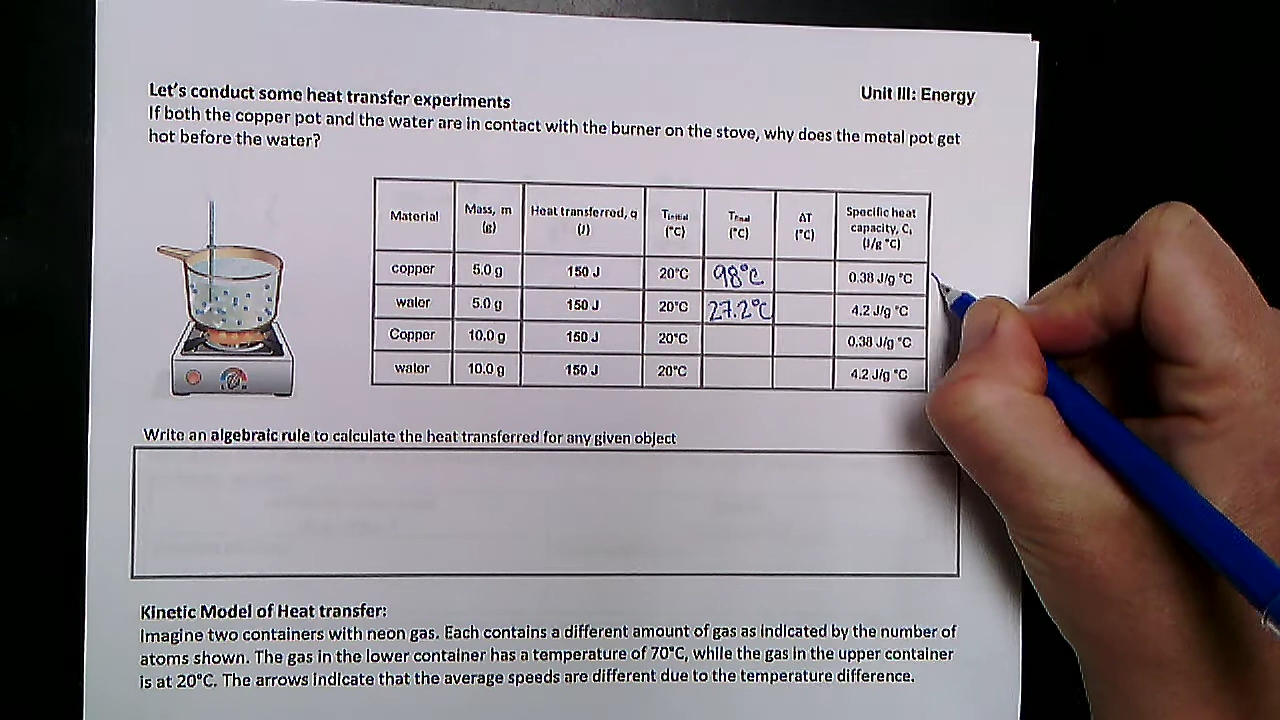 Let's conduct some heat transfer experiments
Unit III: Energy
If both the copper pot and the water are in contact with the burner on the stove, why does the metal pot get
hot before the water?
Material Mass, m (g) Heat transferred, q (J) Tinitial (°C) Tfinal (°C) ΔT (°C) Specific heat capacity, C, (J/g °C)
copper 5.0 g 150 J 20°C 98°C 0.38 J/g °C
water 5.0 g 150 J 20°C 27.2°C 4.2 J/g °C
Copper 10.0 g 150 J 20°C 0.38 J/g °C
water 10.0 g 150 J 20°C 4.2 J/g °C
Write an algebraic rule to calculate the heat transferred for any given object
Kinetic Model of Heat transfer:
Imagine two containers with neon gas. Each contains a different amount of gas as indicated by the number of
atoms shown. The gas in the lower container has a temperature of 70°C, while the gas in the upper container
is at 20°C. The arrows indicate that the average speeds are different due to the temperature difference.